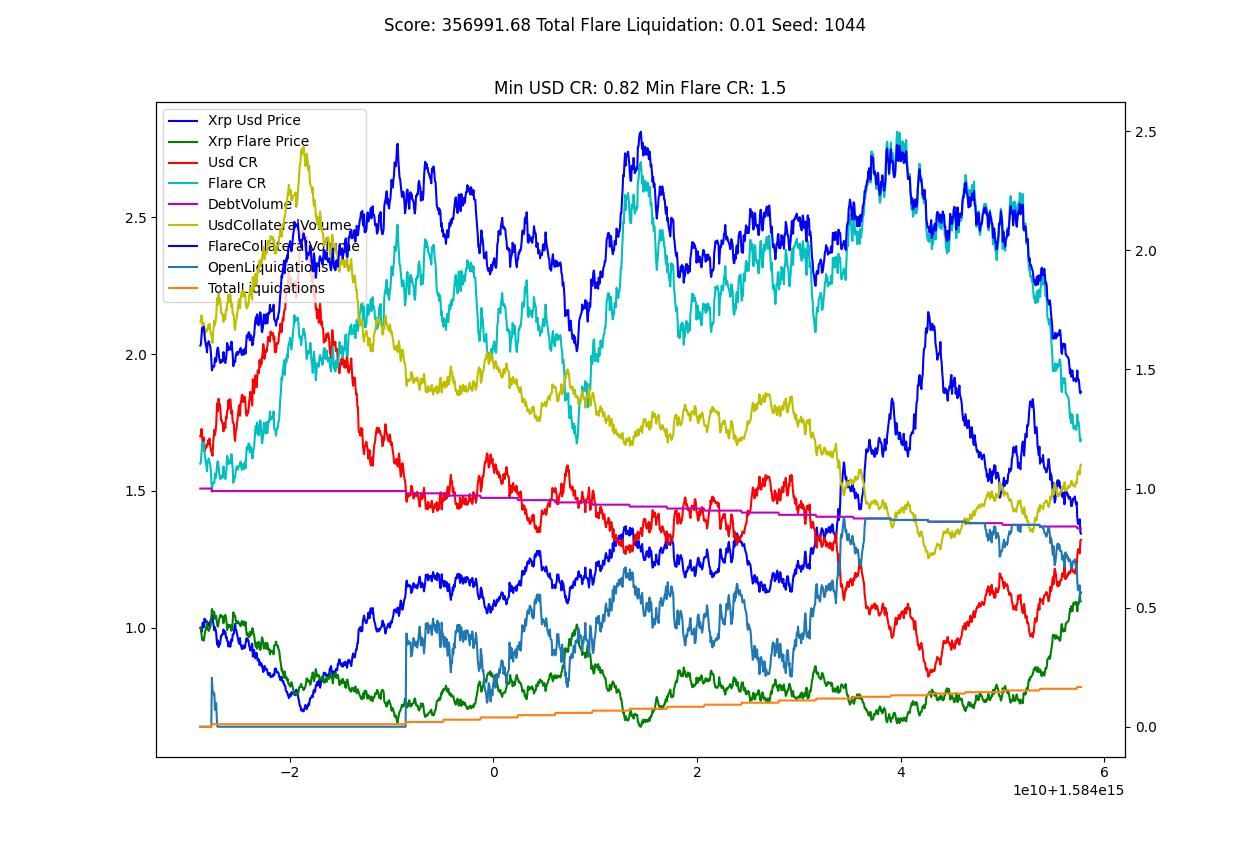 Score: 356991.68 Total Flare Liquidation: 0.01 Seed: 1044
Min USD CR: 0.82 Min Flare CR: 1.5
Xrp Usd Price
Xrp Flare Price
Usd CR
Flare CR
DebtVolume
UsdCollateralVolume
FlareCollateralVolume
OpenLiquidations
TotalLiquidations
2.5
2.0
1.5
1.0
2.5
2.0
1.5
1.0
0.5
0.0
−2
0
2
4
6
1e10+1.584e15